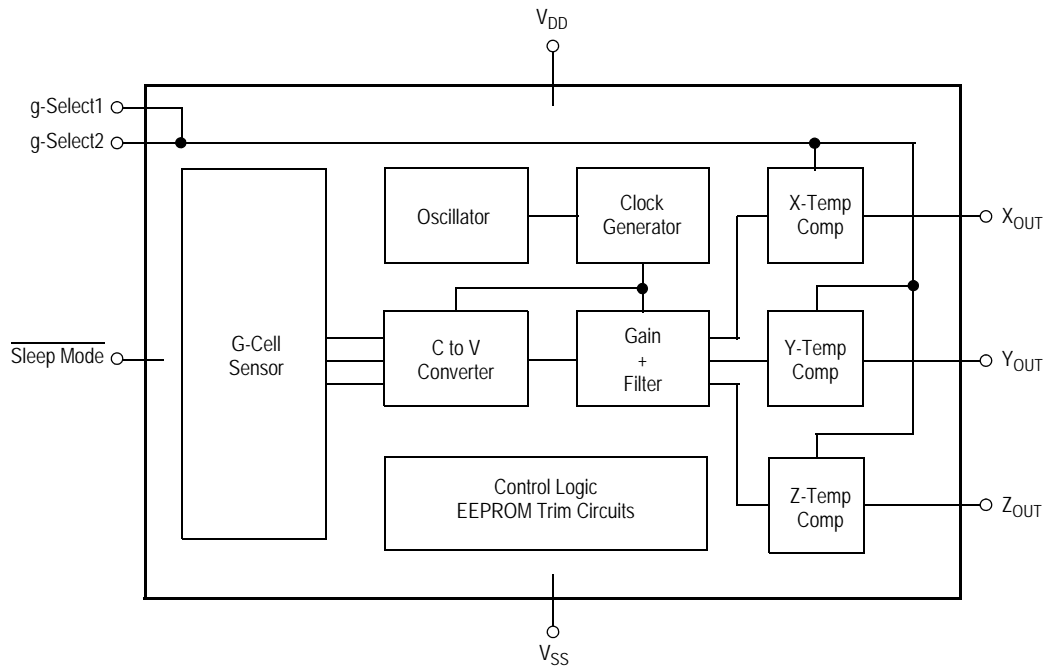 VDD
g-Select1
g-Select2
Oscillator
Clock
Generator
X-Temp
Comp
XOUT
Sleep Mode
G-Cell
Sensor
C to V
Converter
Gain
+
Filter
Y-Temp
Comp
YOUT
Control Logic
EEPROM Trim Circuits
Z-Temp
Comp
ZOUT
VSS